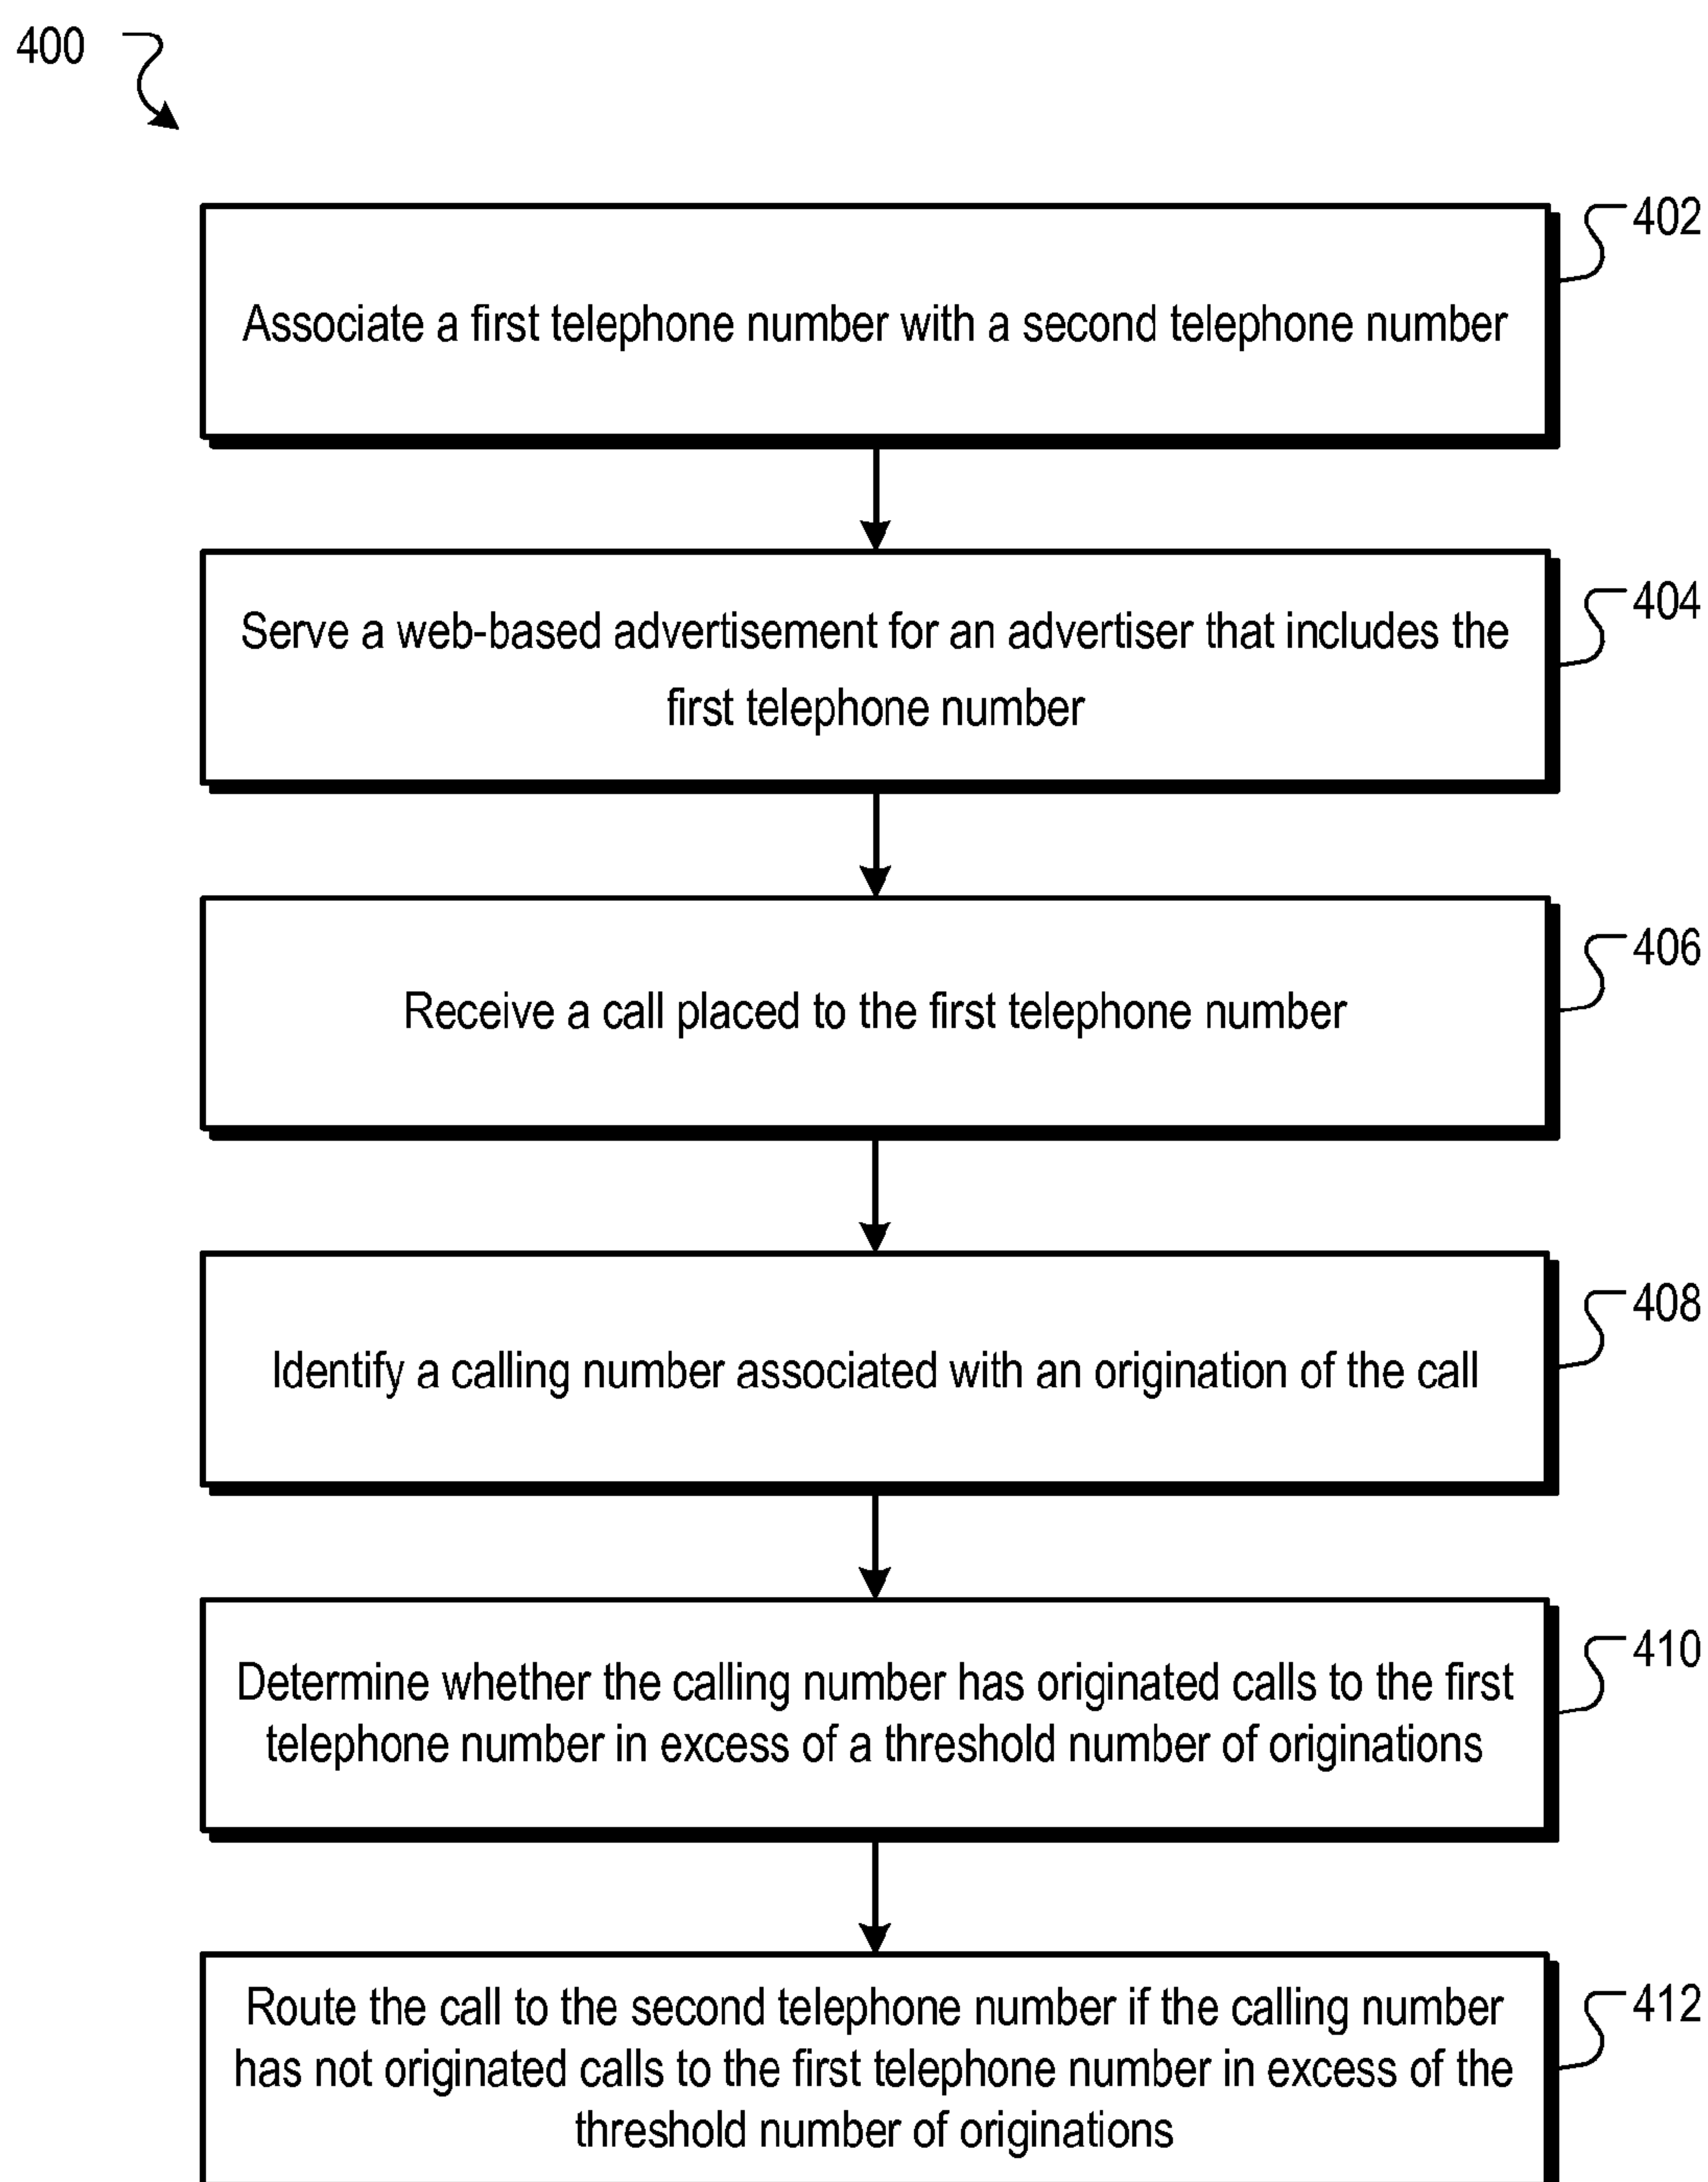 400
402
Associate a first telephone number with a second telephone number
404
Serve a web-based advertisement for an advertiser that includes the
first telephone number
406
Receive a call placed to the first telephone number
408
Identify a calling number associated with an origination of the call
410
Determine whether the calling number has originated calls to the first
telephone number in excess of a threshold number of originations
412
Route the call to the second telephone number if the calling number
has not originated calls to the first telephone number in excess of the
threshold number of originations